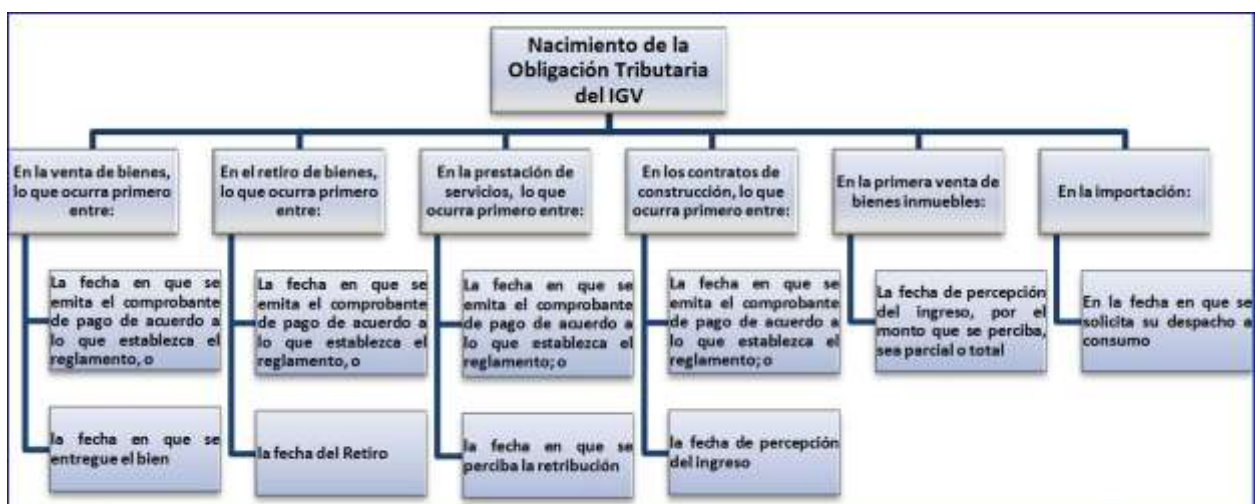 Nacimiento de la
Obligación Tributaria
del IGV
En la venta de bienes,
lo que ocurra primero
entre:
La fecha en que se
emita el comprobante
de pago de acuerdo a
lo que establezca el
reglamento, o
la fecha en que se
entregue el bien
En el retiro de bienes,
lo que ocurra primero
entre:
La fecha en que se
emita el comprobante
de pago de acuerdo a
lo que establezca el
reglamento, o
la fecha del Retiro
En la prestación de
servicios, lo que
ocurra primero entre:
La fecha en que se
emita el comprobante
de pago de acuerdo a
lo que establezca el
reglamento; o
la fecha en que se
perciba la retribución
En los contratos de
construcción, lo que
ocurra primero entre:
La fecha en que se
emita el comprobante
de pago de acuerdo a
lo que establezca el
reglamento; o
la fecha de percepción
del ingreso
En la primera venta de
bienes inmuebles:
La fecha de percepción
del ingreso, por el
monto que se perciba,
sea parcial o total
En la importación:
En la fecha en que se
solicita su despacho a
consumo